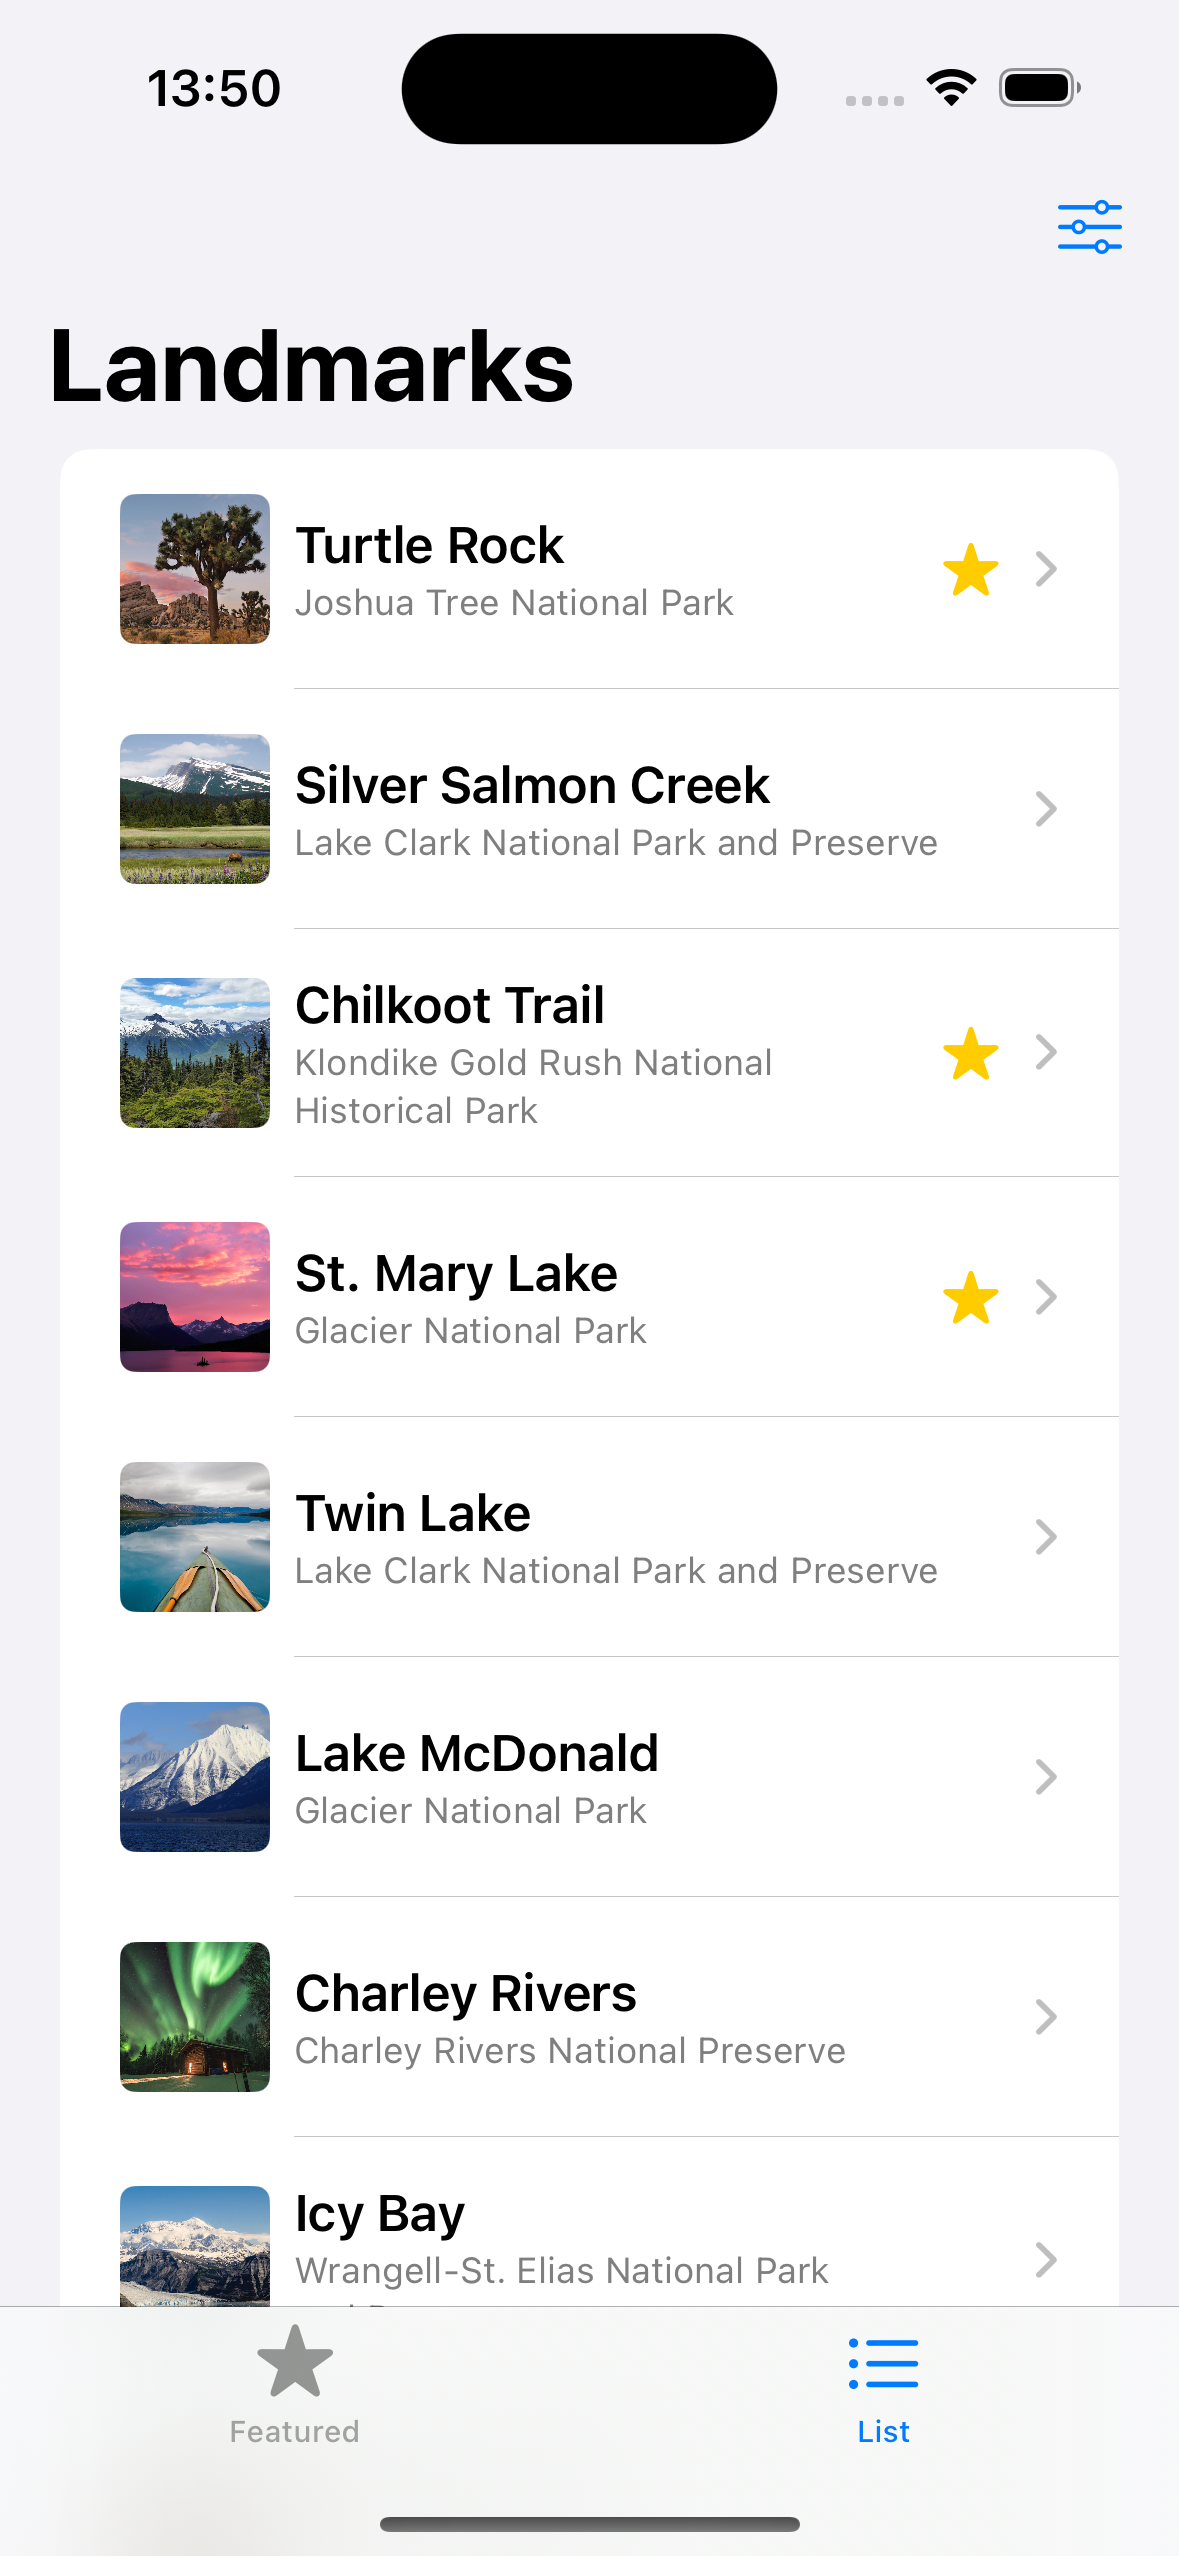 13:50
Landmarks
Turtle Rock
Joshua Tree National Park
Silver Salmon Creek
Lake Clark National Park and Preserve
Chilkoot Trail
Klondike Gold Rush National
Historical Park
St. Mary Lake
Glacier National Park
Twin Lake
Lake Clark National Park and Preserve
Lake McDonald
Glacier National Park
Charley Rivers
Charley Rivers National Preserve
Icy Bay
Wrangell-St. Elias National Park
Featured
List